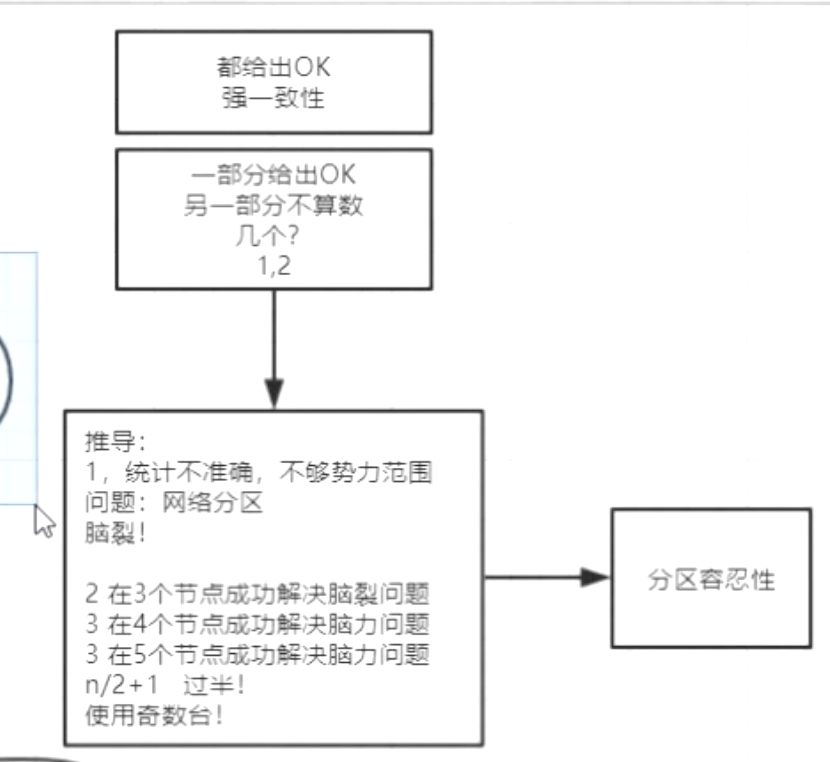 都给出OK
强一致性
一部分给出OK
另一部分不算数
几个?
1,2
推导:
1，统计不准确，不够势力范围
问题：网络分区
脑裂！
2 在3个节点成功解决脑裂问题
3 在4个节点成功解决脑力问题
3 在5个节点成功解决脑力问题
n/2+1 过半！
使用奇数台！
分区容忍性